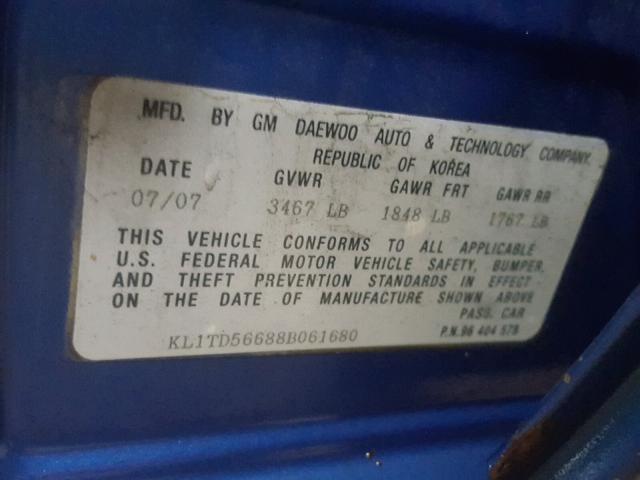 MFD. BY GM DAEWOO AUTO & TECHNOLOGY COMPANY.
REPUBLIC OF KOREA
DATE GVWR GAWR FRT GAWR RR
07/07 3467 LB 1848 LB 1767 LB
THIS VEHICLE CONFORMS TO ALL APPLICABLE
U.S. FEDERAL MOTOR VEHICLE SAFETY, BUMPER,
AND THEFT PREVENTION STANDARDS IN EFFECT
ON THE DATE OF MANUFACTURE SHOWN ABOVE
PASS. CAR
KL1TD56688B061680 P.N.96 404 578